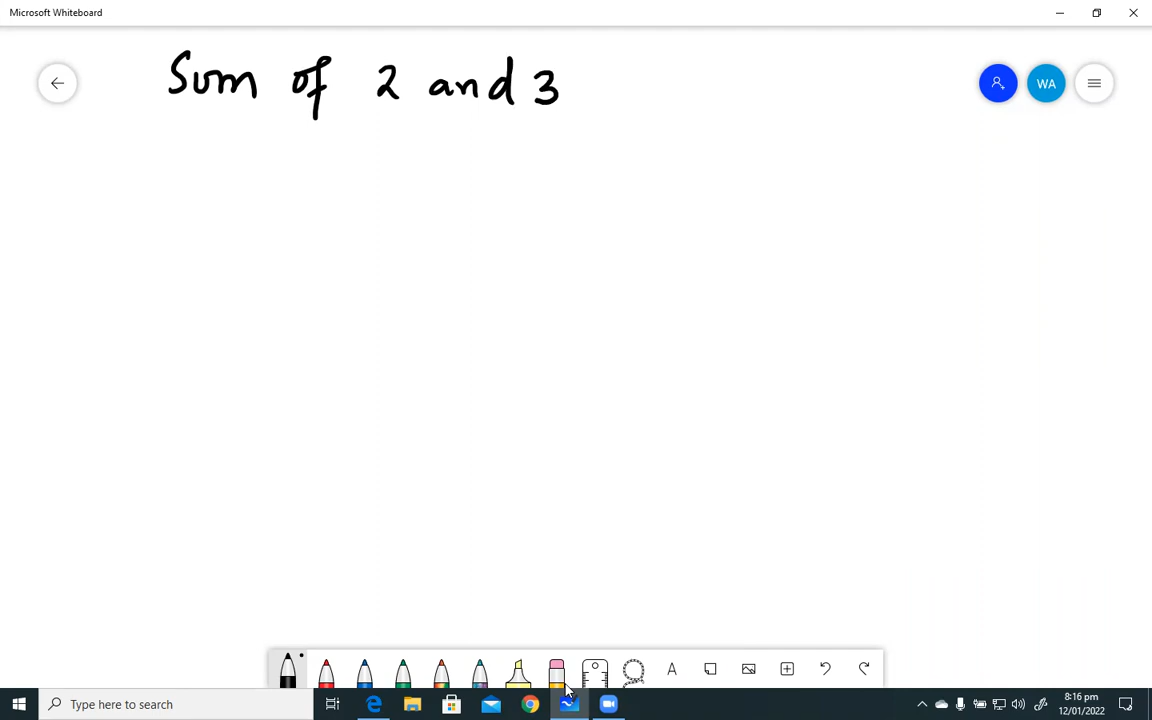 Microsoft Whiteboard
Sum of 2 and 3
WA
A
Type here to search
8:16 pm
12/01/2022